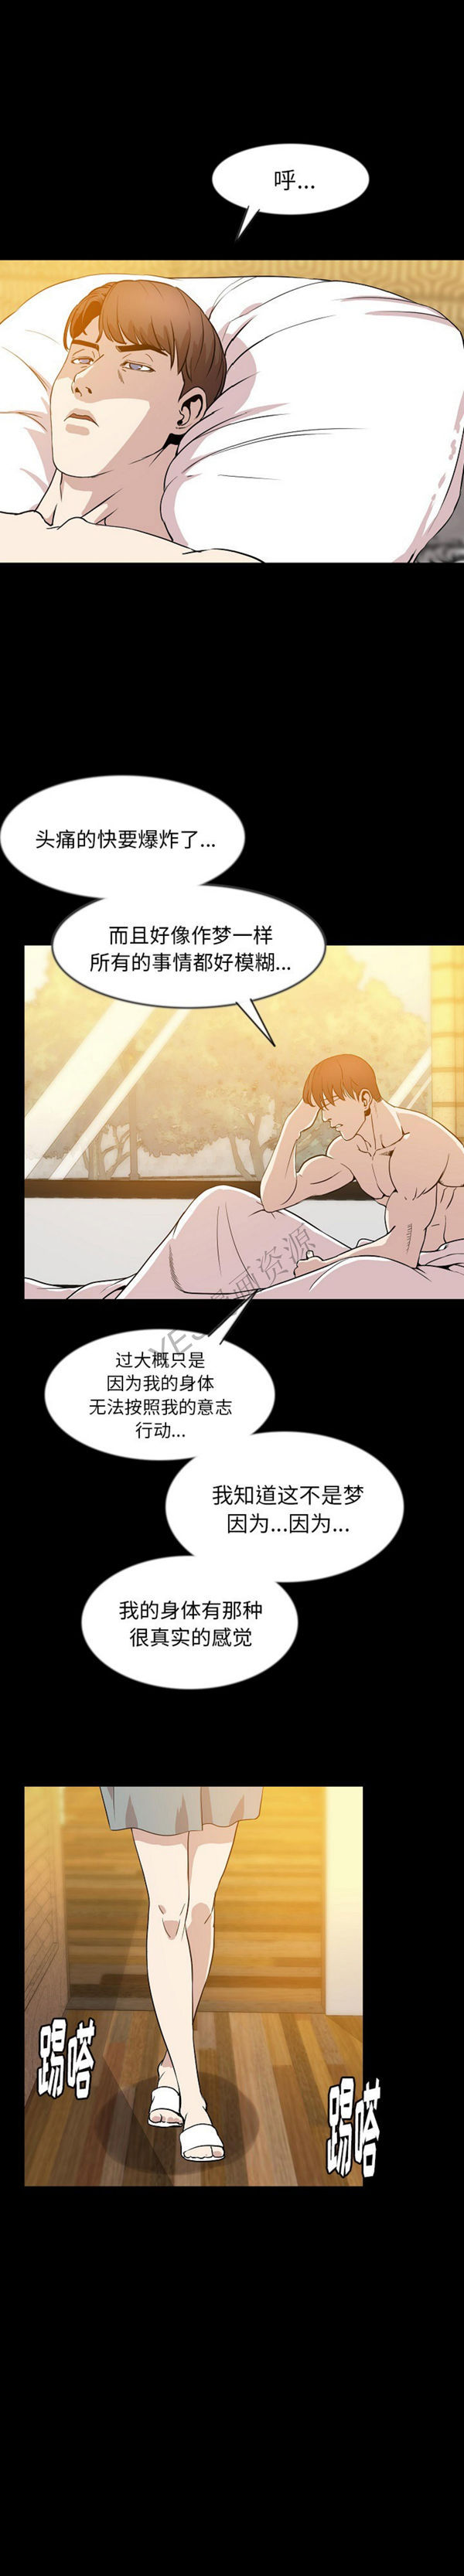 呼...
头痛的快要爆炸了...
而且好像作梦一样
所有的事情都好模糊...
过大概只是
因为我的身体
无法按照我的意志
行动...
我知道这不是梦
因为...因为...
我的身体有那种
很真实的感觉
踢嗒
踢嗒